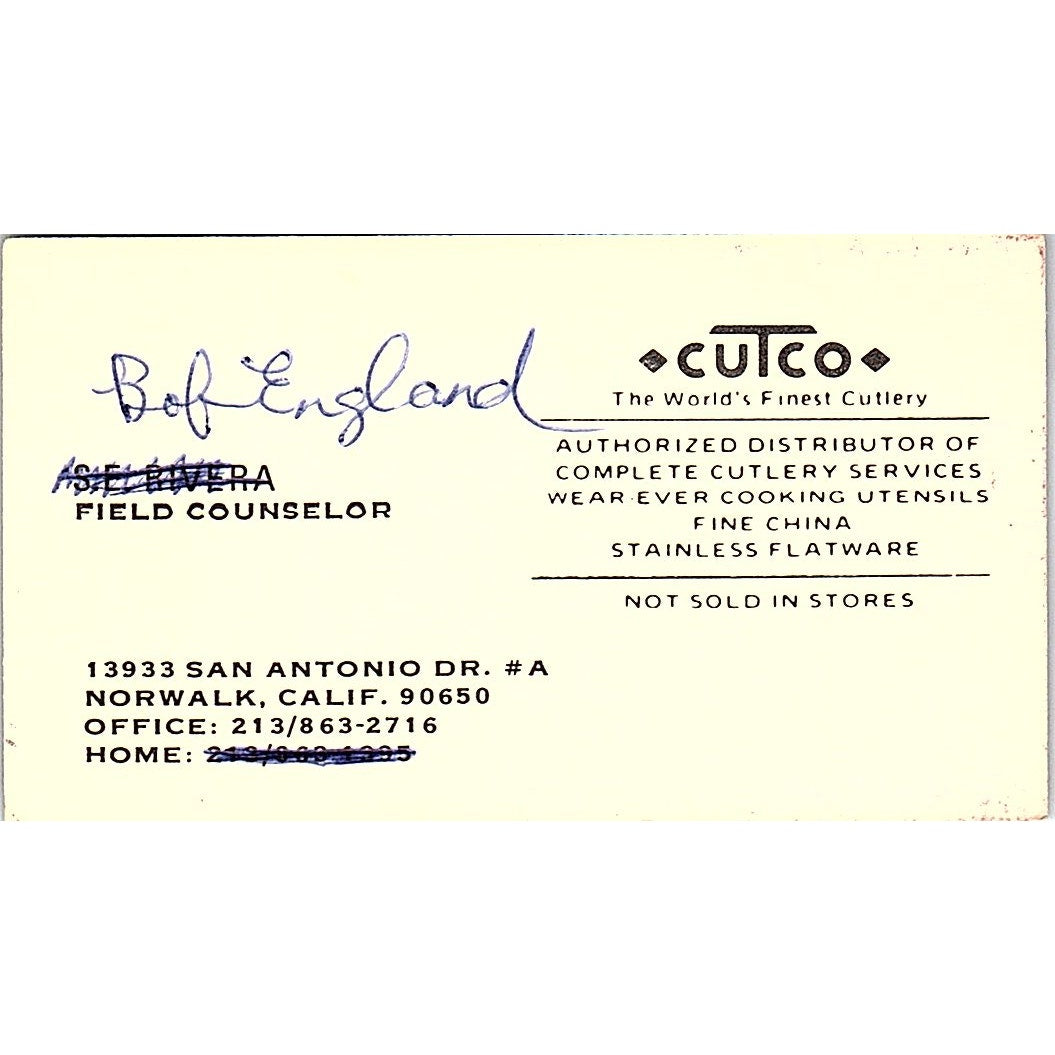 Bob England
S.E. RIVERA
FIELD COUNSELOR
CUTCO
The World's Finest Cutlery
AUTHORIZED DISTRIBUTOR OF
COMPLETE CUTLERY SERVICES
WEAR-EVER COOKING UTENSILS
FINE CHINA
STAINLESS FLATWARE
NOT SOLD IN STORES
13933 SAN ANTONIO DR. #A
NORWALK, CALIF. 90650
OFFICE: 213/863-2716
HOME: